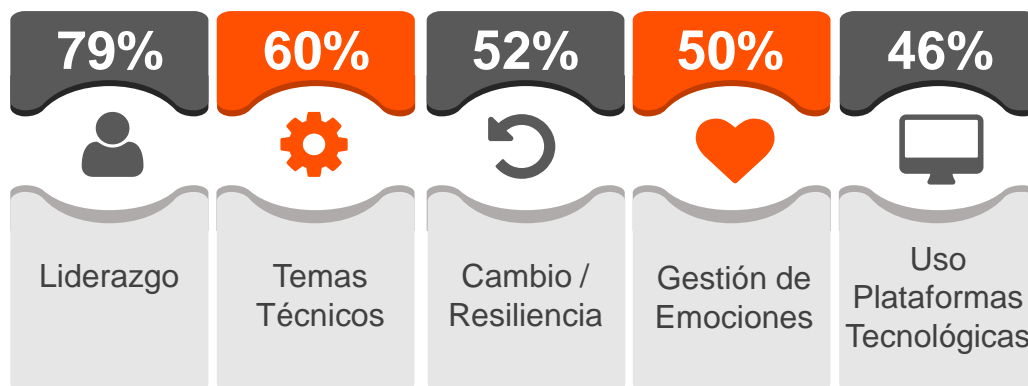 79%
60%
52%
50%
46%
Liderazgo
Temas
Técnicos
Cambio /
Resiliencia
Gestión de
Emociones
Uso
Plataformas
Tecnológicas